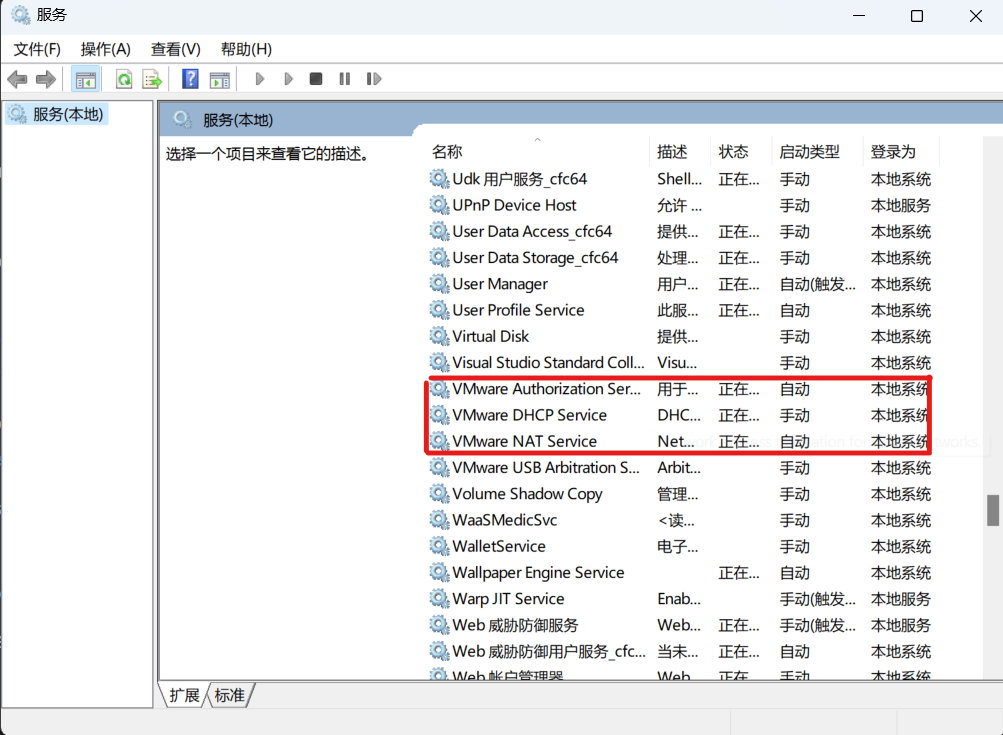 服务
文件(F) 操作(A) 查看(V) 帮助(H)
服务(本地)
服务(本地)
选择一个项目来查看它的描述。
名称 描述 状态 启动类型 登录为
Udk 用户服务_cfc64 Shell... 正在... 手动 本地系统
UPnP Device Host 允许 ... 手动 本地服务
User Data Access_cfc64 提供... 正在... 手动 本地系统
User Data Storage_cfc64 处理... 正在... 手动 本地系统
User Manager 用户... 正在... 自动(触发... 本地系统
User Profile Service 此服... 正在... 自动 本地系统
Virtual Disk 提供... 手动 本地系统
Visual Studio Standard Coll... Visu... 手动 本地系统
VMware Authorization Ser... 用于... 正在... 自动 本地系统
VMware DHCP Service DHC... 正在... 手动 本地系统
VMware NAT Service Net... 正在... 自动 本地系统
VMware USB Arbitration S... Arbit... 手动 本地系统
Volume Shadow Copy 管理... 手动 本地系统
WaaSMedicSvc <读... 手动 本地系统
WalletService 电子... 手动 本地系统
Wallpaper Engine Service 正在... 自动 本地系统
Warp JIT Service Enab... 手动(触发... 本地服务
Web 威胁防御服务 Web... 正在... 手动(触发... 本地服务
Web 威胁防御用户服务_cfc... 当未... 正在... 自动 本地系统
Web 帐户管理器 Web 正在 手动 本地系统
扩展 标准